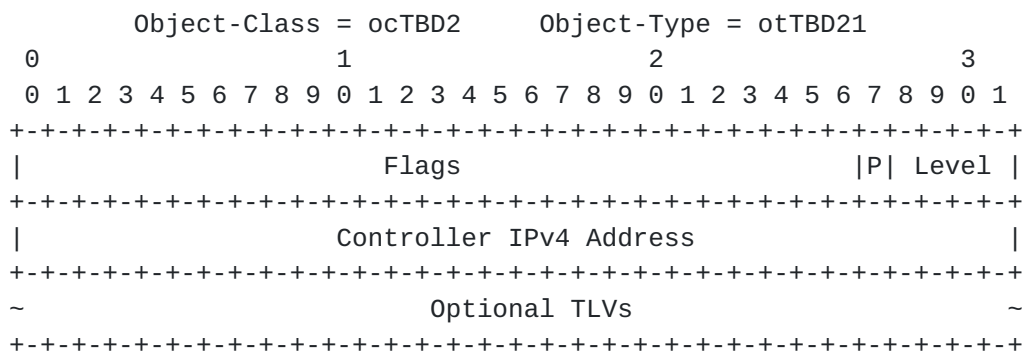 Object-Class = ocTBD2     Object-Type = otTBD21
 0                   1                   2                   3
 0 1 2 3 4 5 6 7 8 9 0 1 2 3 4 5 6 7 8 9 0 1 2 3 4 5 6 7 8 9 0 1
+-+-+-+-+-+-+-+-+-+-+-+-+-+-+-+-+-+-+-+-+-+-+-+-+-+-+-+-+-+-+-+-+
|                       Flags                         |P| Level |
+-+-+-+-+-+-+-+-+-+-+-+-+-+-+-+-+-+-+-+-+-+-+-+-+-+-+-+-+-+-+-+-+
|                    Controller IPv4 Address                    |
+-+-+-+-+-+-+-+-+-+-+-+-+-+-+-+-+-+-+-+-+-+-+-+-+-+-+-+-+-+-+-+-+
~                          Optional TLVs                        ~
+-+-+-+-+-+-+-+-+-+-+-+-+-+-+-+-+-+-+-+-+-+-+-+-+-+-+-+-+-+-+-+-+